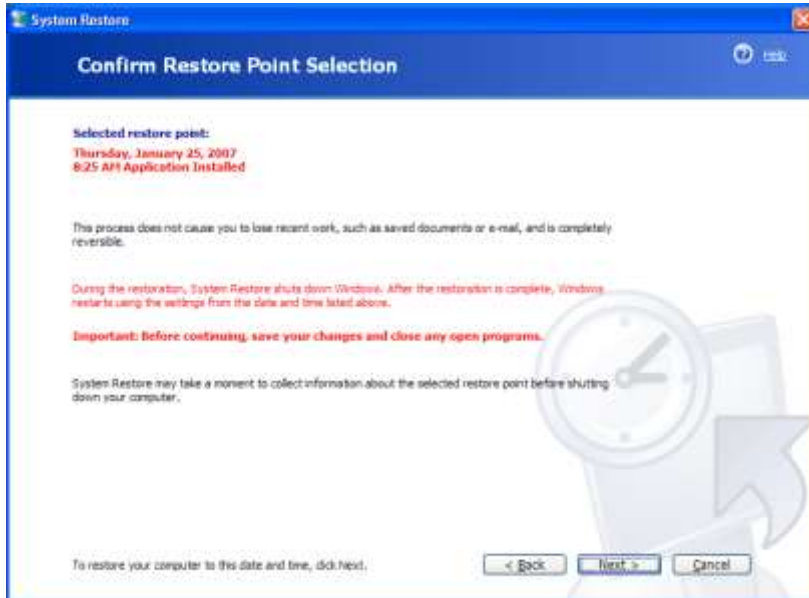 System Restore
Confirm Restore Point Selection
Help
Selected restore point:
Thursday, January 25, 2007
8:25 AM Application Installed
This process does not cause you to lose recent work, such as saved documents or e-mail, and is completely
reversible.
During the restoration, System Restore shuts down Windows. After the restoration is complete, Windows
restarts using the settings from the date and time listed above.
Important: Before continuing, save your changes and close any open programs.
System Restore may take a moment to collect information about the selected restore point before shutting
down your computer.
To restore your computer to this date and time, click Next.
< Back
Next >
Cancel